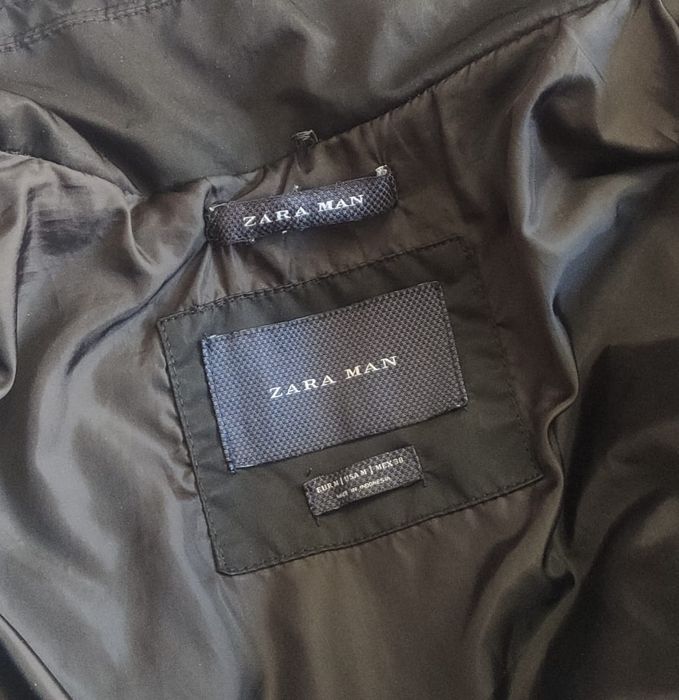 ZARA MAN
ZARA MAN
EUR M | USA M | MEX 38
MADE IN INDONESIA